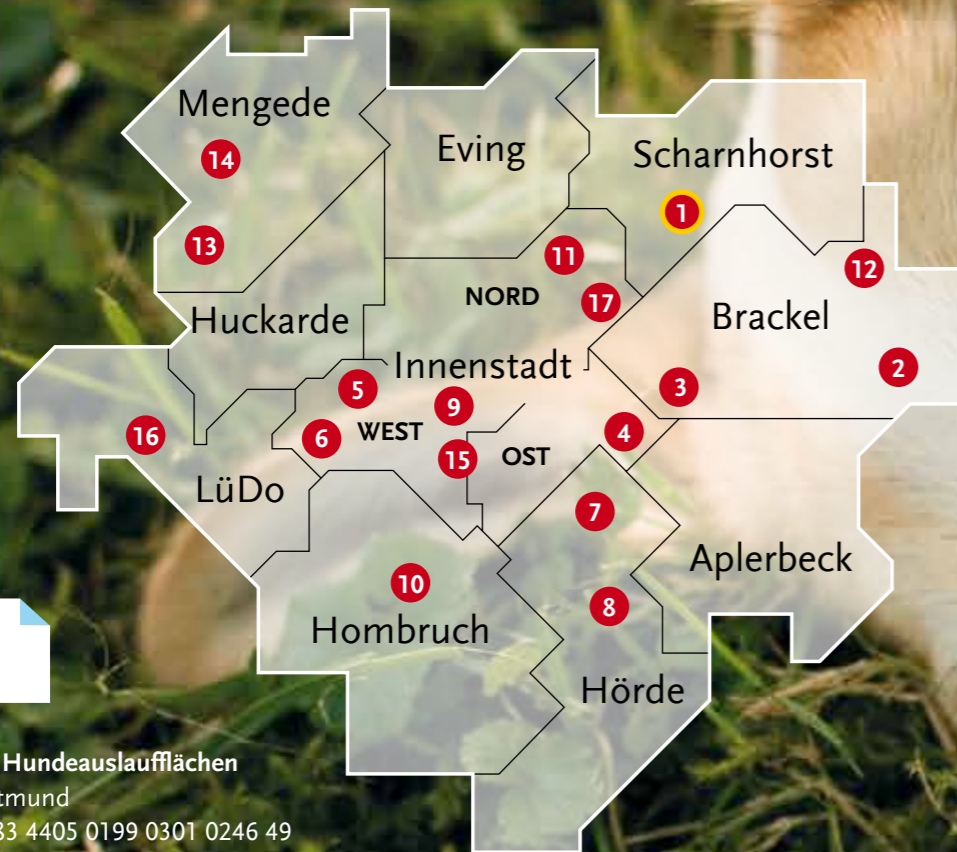 Mengede
14
Eving
Scharnhorst
1
13
11
NORD
12
17
Huckarde
Brackel
Innenstadt
2
5
3
9
16
6
WEST
4
15
OST
LüDo
7
Aplerbeck
10
8
Hombruch
Hörde
Hundeauslaufflächen
tmund
83 4405 0199 0301 0246 49